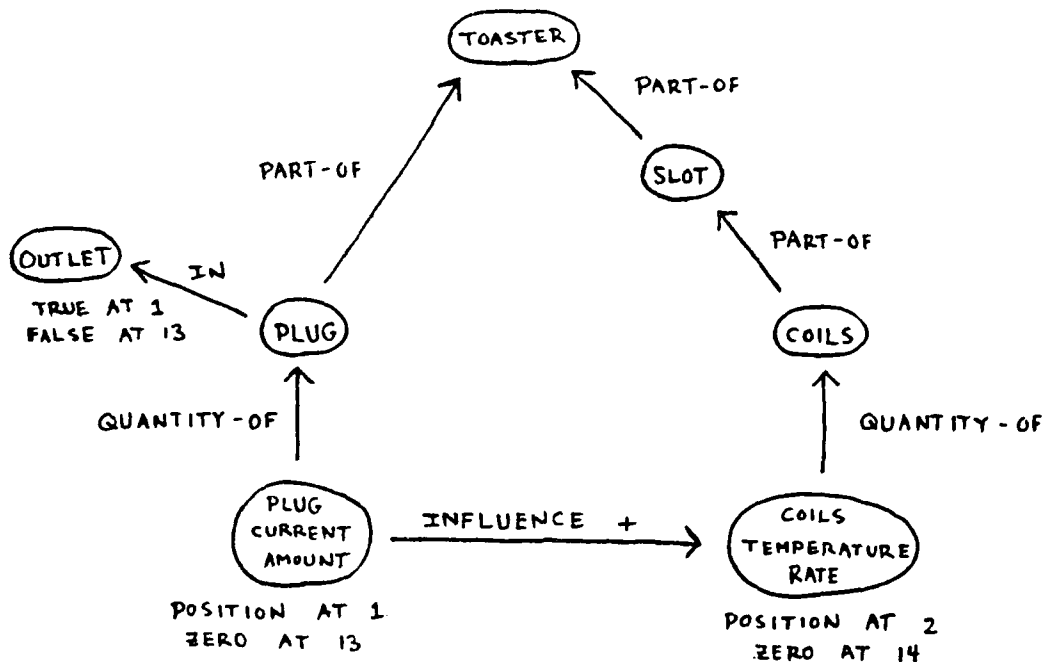 TOASTER
PART-OF
PART-OF
SLOT
PART-OF
OUTLET
IN
TRUE AT 1
FALSE AT 13
PLUG
COILS
QUANTITY-OF
QUANTITY-OF
PLUG
CURRENT
AMOUNT
INFLUENCE +
COILS
TEMPERATURE
RATE
POSITION AT 1
ZERO AT 13
POSITION AT 2
ZERO AT 14